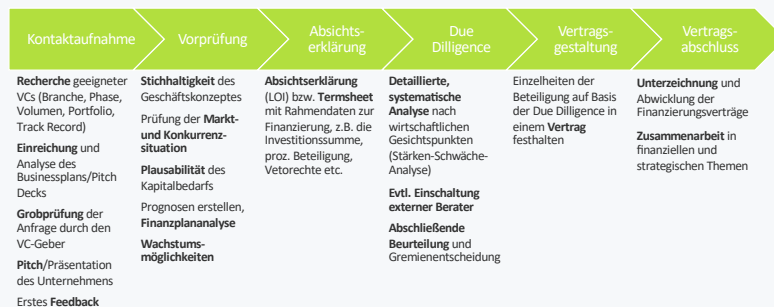 Kontaktaufnahme
Vorprüfung
Absichts-
erklärung
Due
Dilligence
Vertrags-
gestaltung
Vertrags-
abschluss
Recherche geeigneter
VCs (Branche, Phase,
Volumen, Portfolio,
Track Record)
Einreichung und
Analyse des
Businessplans/Pitch
Decks
Grobprüfung der
Anfrage durch den
VC-Geber
Pitch/Präsentation
des Unternehmens
Erstes Feedback
Stichhaltigkeit des
Geschäftskonzeptes
Prüfung der Markt-
und Konkurrenz-
situation
Plausabilität des
Kapitalbedarfs
Prognosen erstellen,
Finanzplananalyse
Wachstums-
möglichkeiten
Absichtserklärung
(LOI) bzw. Termsheet
mit Rahmendaten zur
Finanzierung, z.B. die
Investitionssumme,
proz. Beteiligung,
Vetorechte etc.
Detaillierte,
systematische
Analyse nach
wirtschaftlichen
Gesichtspunkten
(Stärken-Schwäche-
Analyse)
Evtl. Einschaltung
externer Berater
Abschließende
Beurteilung und
Gremienentscheidung
Einzelheiten der
Beteiligung auf Basis
der Due Dilligence in
einem Vertrag
festhalten
Unterzeichnung und
Abwicklung der
Finanzierungsverträge
Zusammenarbeit in
finanziellen und
strategischen Themen